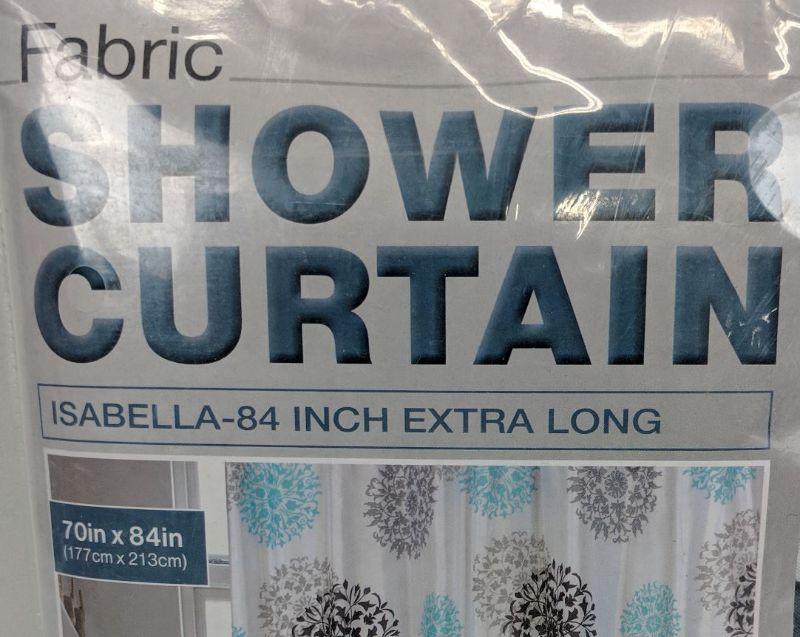 Fabric
SHOWER
CURTAIN
ISABELLA-84 INCH EXTRA LONG
70in x 84in
(177cm x 213cm)